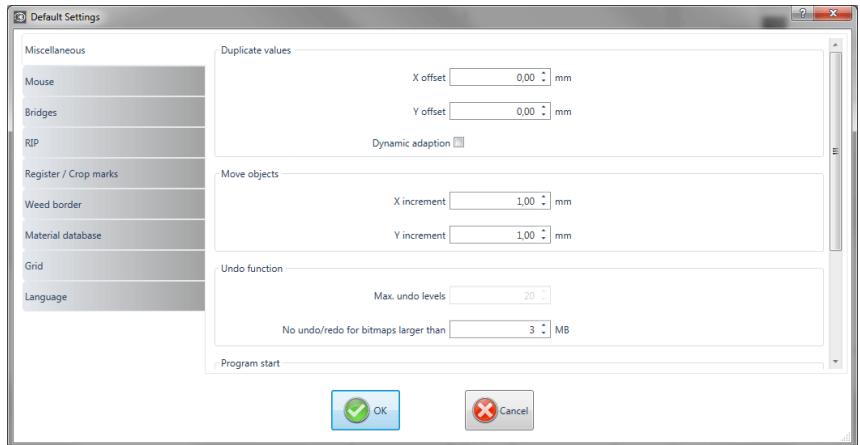 Default Settings
Miscellaneous
Mouse
Bridges
RIP
Register / Crop marks
Weed border
Material database
Grid
Language
Duplicate values
X offset 0,00 mm
Y offset 0,00 mm
Dynamic adaption
Move objects
X increment 1,00 mm
Y increment 1,00 mm
Undo function
Max. undo levels 20
No undo/redo for bitmaps larger than 3 MB
Program start
OK
Cancel